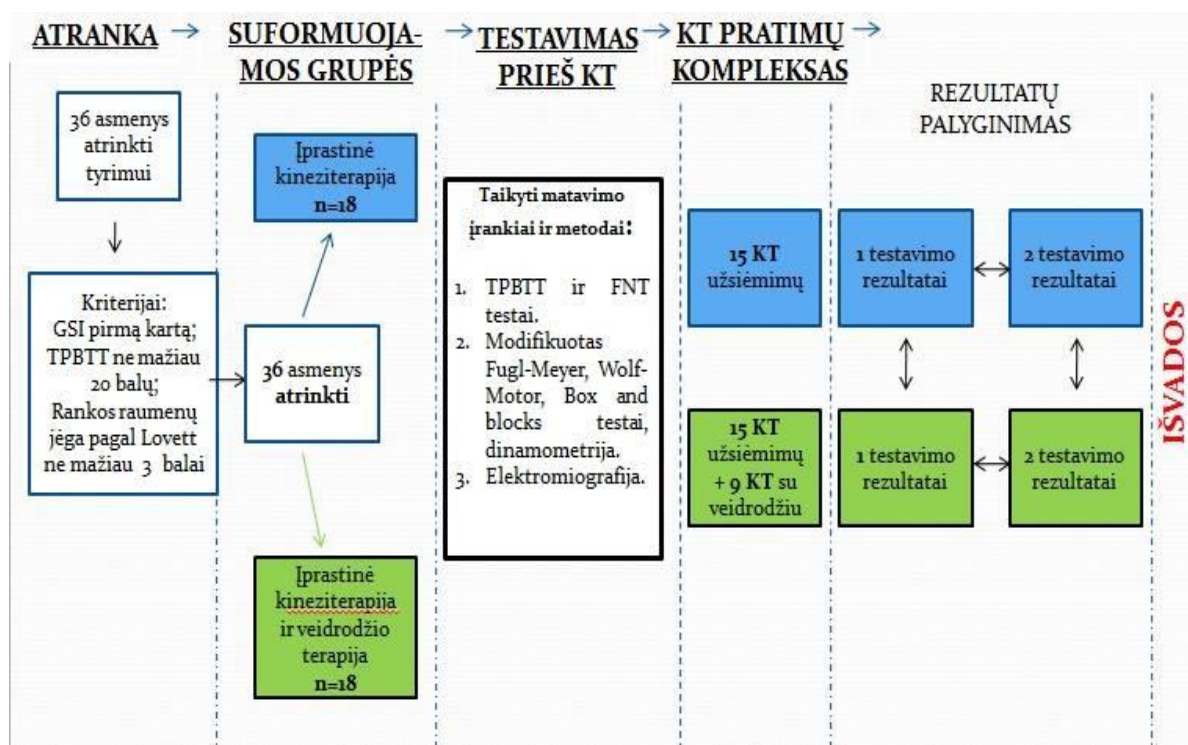 ATRANKA
SUFORMUOJA-
MOS GRUPĖS
TESTAVIMAS
PRIEŠ KT
KT PRATIMŲ
KOMPLEKSAS
REZULTATŲ
PALYGINIMAS
36 asmenys
atrinkti
tyrimui
Kriterijai:
GSI pirmą kartą;
TPBTT ne mažiau
20 balų;
Rankos raumenų
jėga pagal Lovett
ne mažiau 3 balai
Įprastinė
kineziterapija
n=18
36 asmenys
atrinkti
Įprastinė
kineziterapija
ir veidrodžio
terapija
n=18
Taikyti matavimo
įrankiai ir metodai:
1. TPBTT ir FNT
testai.
2. Modifikuotas
Fugl-Meyer, Wolf-
Motor, Box and
blocks testai,
dinamometrija.
3. Elektromiografija.
15 KT
užsiėmimų
15 KT
užsiėmimų
+ 9 KT su
veidrodžiu
1 testavimo
rezultatai
2 testavimo
rezultatai
1 testavimo
rezultatai
2 testavimo
rezultatai
IŠVADOS